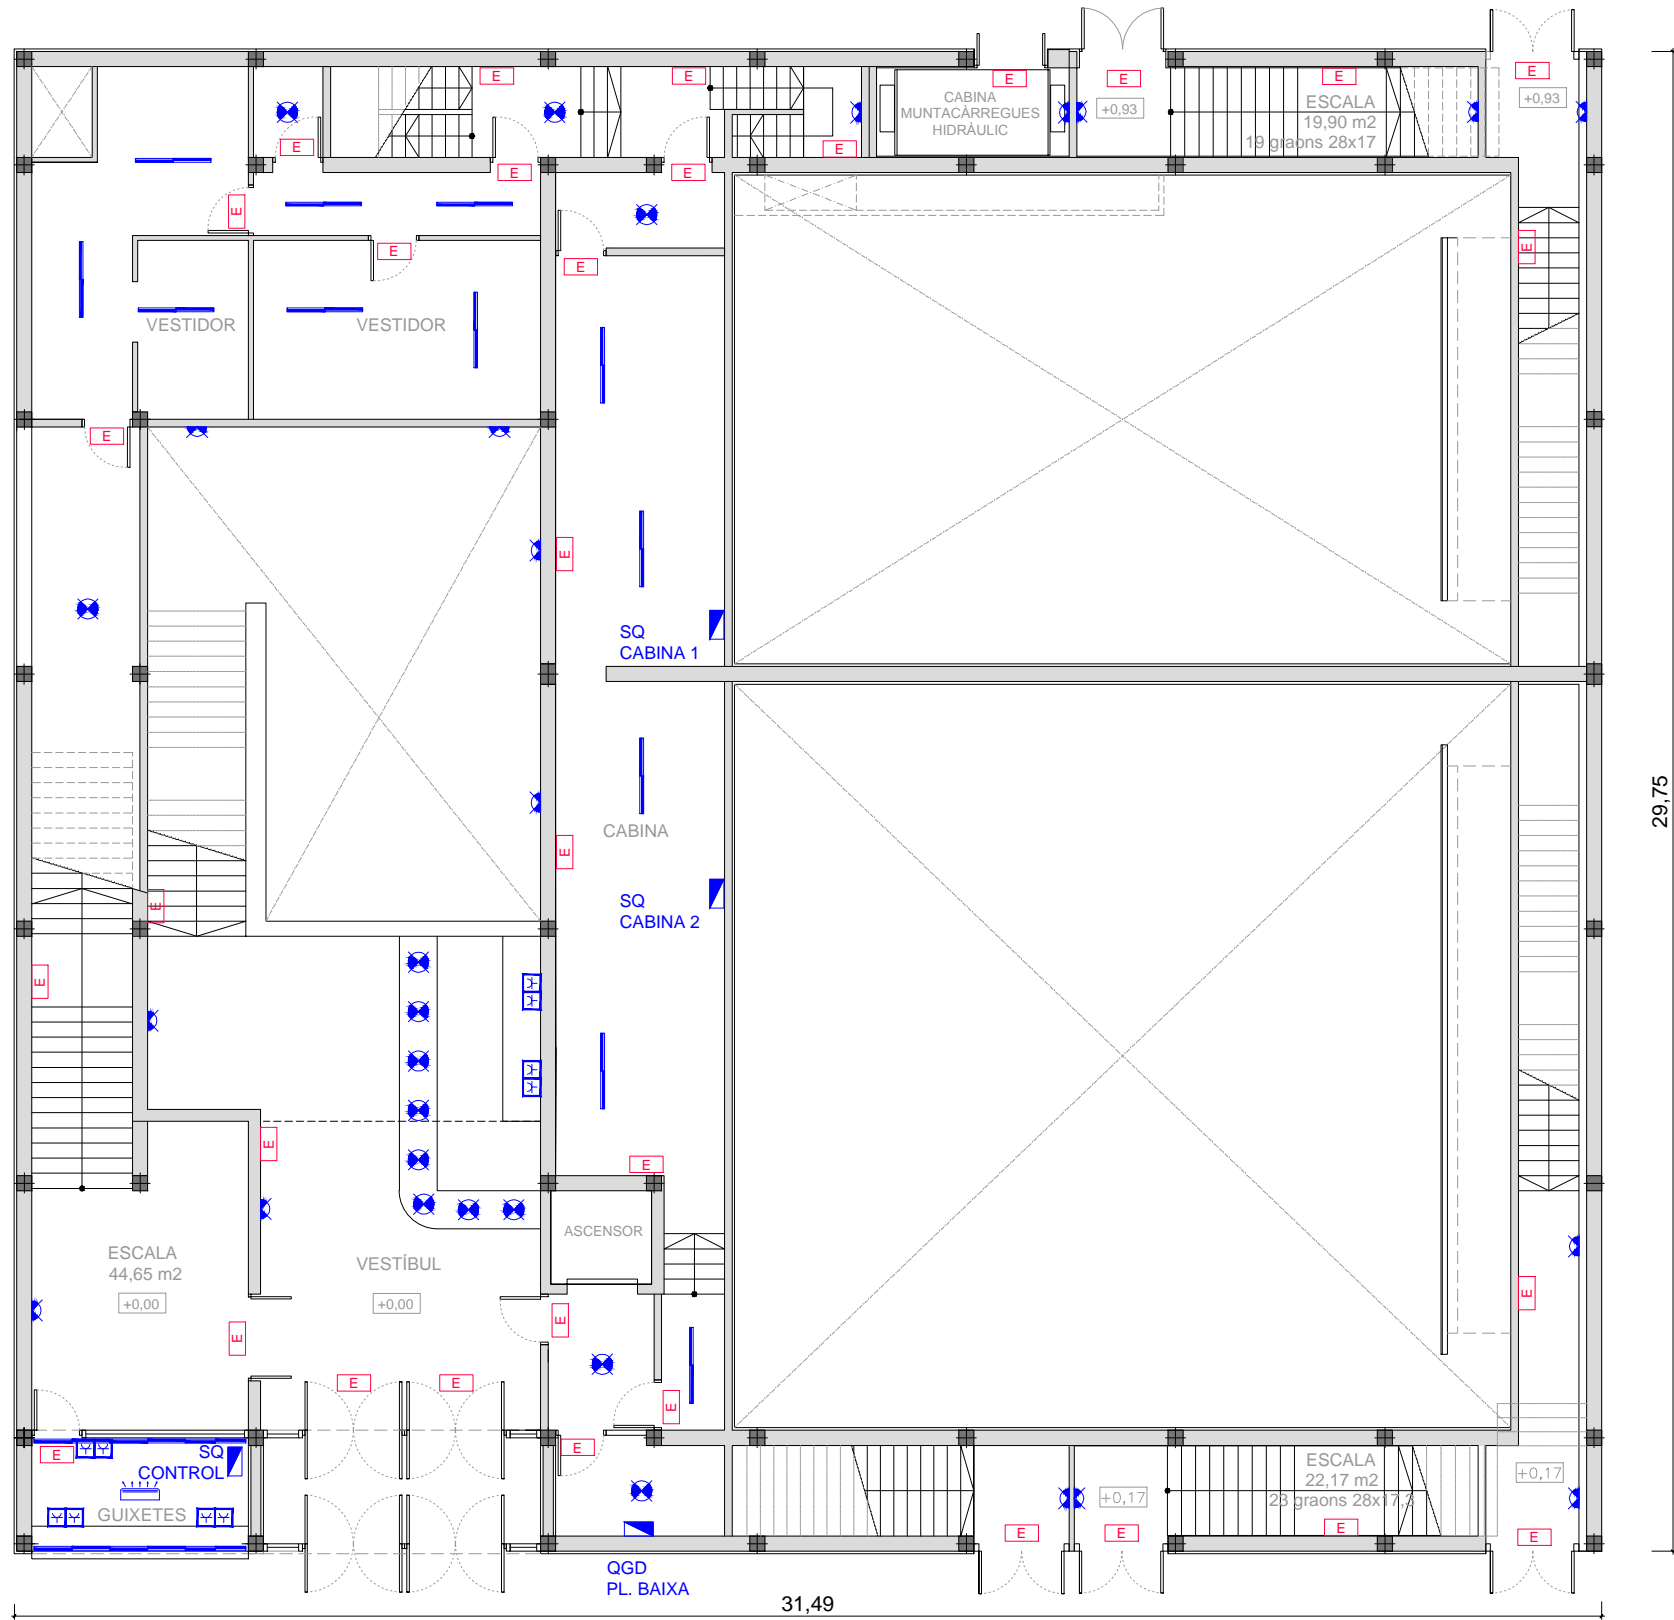 E
E
E
E
E
E
CABINA
MUNTACÀRREGUES
HIDRÀULIC
+0,93
+0,93
ESCALA
19,90 m2
19 graons 28x17
E
E
E
E
E
E
E
E
VESTIDOR
VESTIDOR
E
E
SQ
CABINA 1
29,75
CABINA
E
SQ
CABINA 2
E
E
E
E
ASCENSOR
ESCALA
44,65 m2
+0,00
VESTÍBUL
+0,00
E
E
E
E
E
E
E
E
SQ
CONTROL
GUIXETES
ESCALA
22,17 m2
23 graons 28x17,3
+0,17
+0,17
E
E
E
E
QGD
PL. BAIXA
31,49